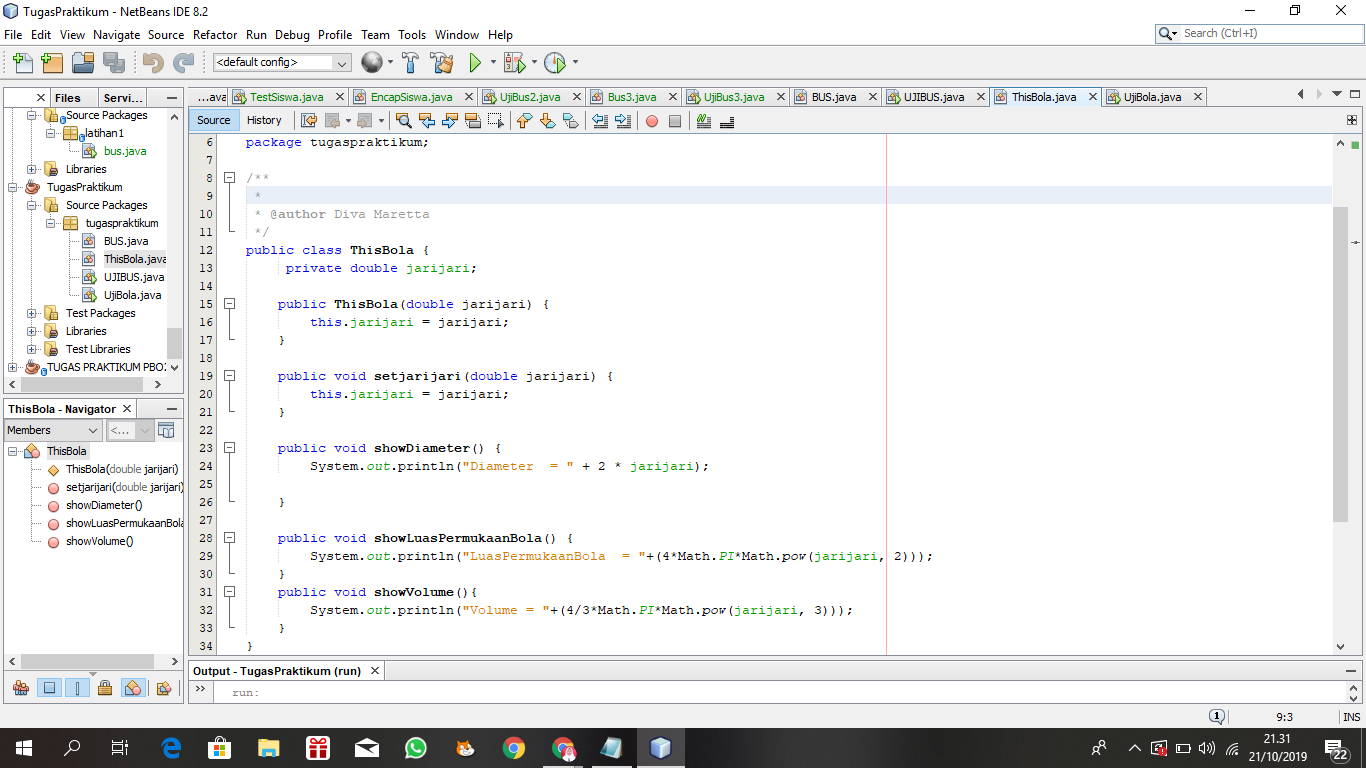 TugasPraktikum - NetBeans IDE 8.2
File Edit View Navigate Source Refactor Run Debug Profile Team Tools Window Help
Search (Ctrl+I)
<default config>
Files Servi...
...ava TestSiswa.java EncapSiswa.java UjiBus2.java Bus3.java UjiBus3.java BUS.java UJIBUS.java ThisBola.java UjiBola.java
Source History
Source Packages
latihan1
bus.java
Libraries
TugasPraktikum
Source Packages
tugaspraktikum
BUS.java
ThisBola.java
UJIBUS.java
UjiBola.java
Test Packages
Libraries
Test Libraries
TUGAS PRAKTIKUM PBO2
ThisBola - Navigator
Members <...
ThisBola
ThisBola(double jarijari)
setjarijari(double jarijari)
showDiameter()
showLuasPermukaanBola
showVolume()
6 package tugaspraktikum;
7
8 /**
9 *
10 * @author Diva Maretta
11 */
12 public class ThisBola {
13 private double jarijari;
14
15 public ThisBola(double jarijari) {
16 this.jarijari = jarijari;
17 }
18
19 public void setjarijari(double jarijari) {
20 this.jarijari = jarijari;
21 }
22
23 public void showDiameter() {
24 System.out.println("Diameter  = " + 2 * jarijari);
25
26 }
27
28 public void showLuasPermukaanBola() {
29 System.out.println("LuasPermukaanBola  = "+(4*Math.PI*Math.pow(jarijari, 2)));
30 }
31 public void showVolume(){
32 System.out.println("Volume = "+(4/3*Math.PI*Math.pow(jarijari, 3)));
33 }
34 }
Output - TugasPraktikum (run)
run:
1 9:3 INS
21.31
21/10/2019
22